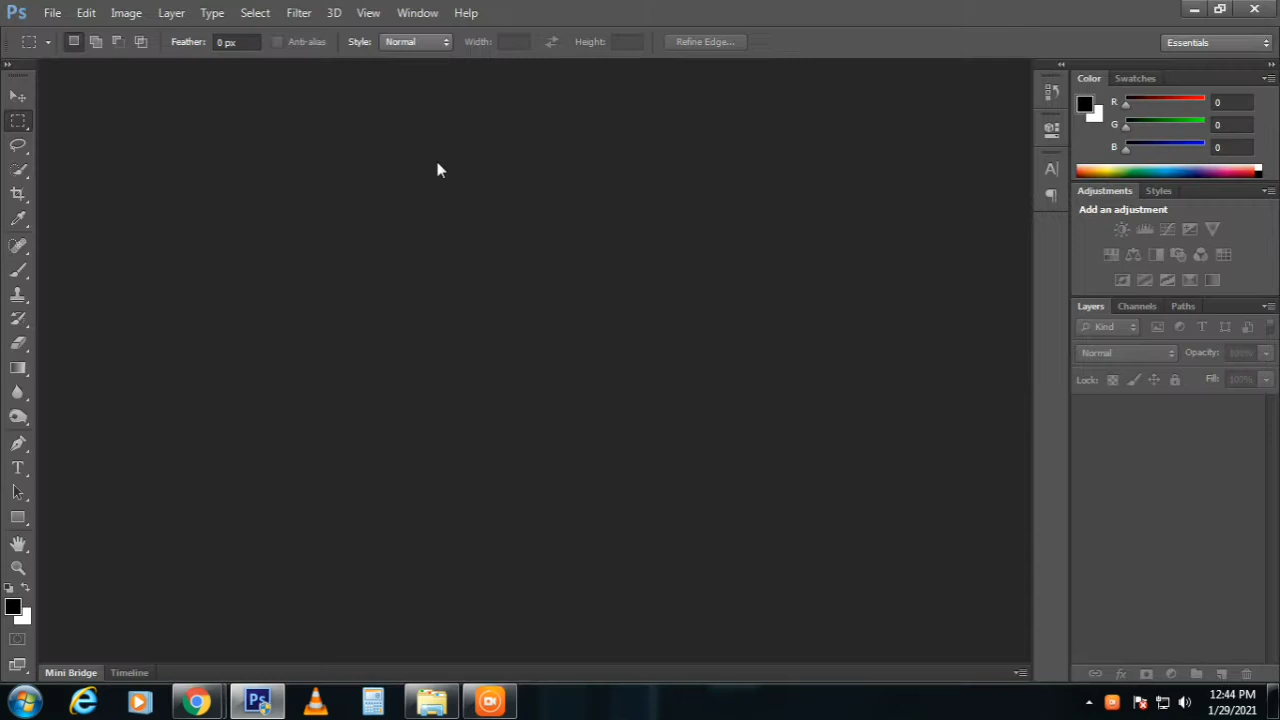 Ps File Edit Image Layer Type Select Filter 3D View Window Help
Feather: 0 px Anti-alias Style: Normal Width: Height: Refine Edge... Essentials
Color Swatches
R 0
G 0
B 0
Adjustments Styles
Add an adjustment
Layers Channels Paths
Kind
Normal Opacity: 100%
Lock: Fill: 100%
Mini Bridge Timeline
12:44 PM
1/29/2021